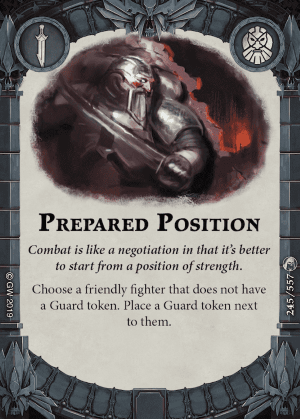 PREPARED POSITION
Combat is like a negotiation in that it's better
to start from a position of strength.
Choose a friendly fighter that does not have
a Guard token. Place a Guard token next
to them.
© GW 2019
245/557